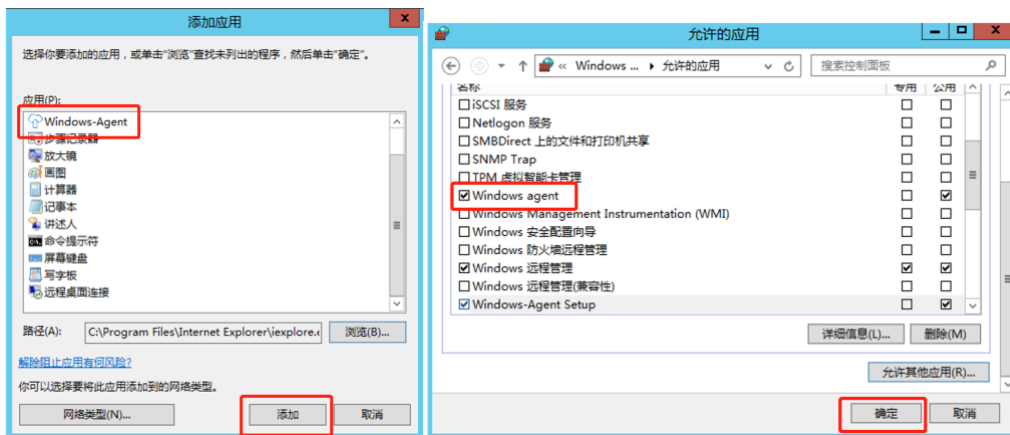 添加应用
x
选择你要添加的应用，或单击"浏览"查找未列出的程序，然后单击"确定"。
应用(P):
Windows-Agent
步骤记录器
放大镜
画图
计算器
记事本
讲述人
命令提示符
屏幕键盘
写字板
远程桌面连接
路径(A):
C:\Program Files\Internet Explorer\iexplore.e
浏览(B)...
解除阻止应用有何风险?
你可以选择要将此应用添加到的网络类型。
网络类型(N)...
添加
取消
允许的应用
x
« Windows ... ▸ 允许的应用
搜索控制面板
名称
专用
公用
iSCSI 服务
Netlogon 服务
SMBDirect 上的文件和打印机共享
SNMP Trap
TPM 虚拟智能卡管理
Windows agent
Windows Management Instrumentation (WMI)
Windows 安全配置向导
Windows 防火墙远程管理
Windows 远程管理
Windows 远程管理(兼容性)
Windows-Agent Setup
详细信息(L)...
删除(M)
允许其他应用(R)...
确定
取消